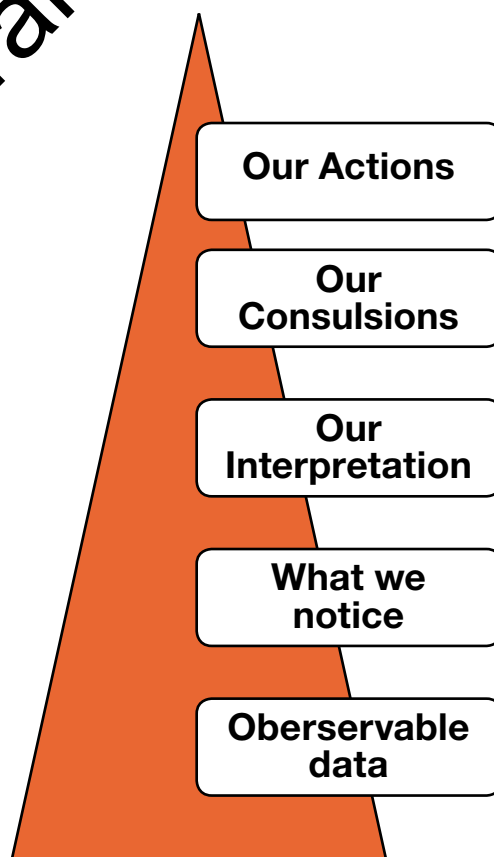 Our Actions
Our
Consulsions
Our
Interpretation
What we
notice
Oberservable
data